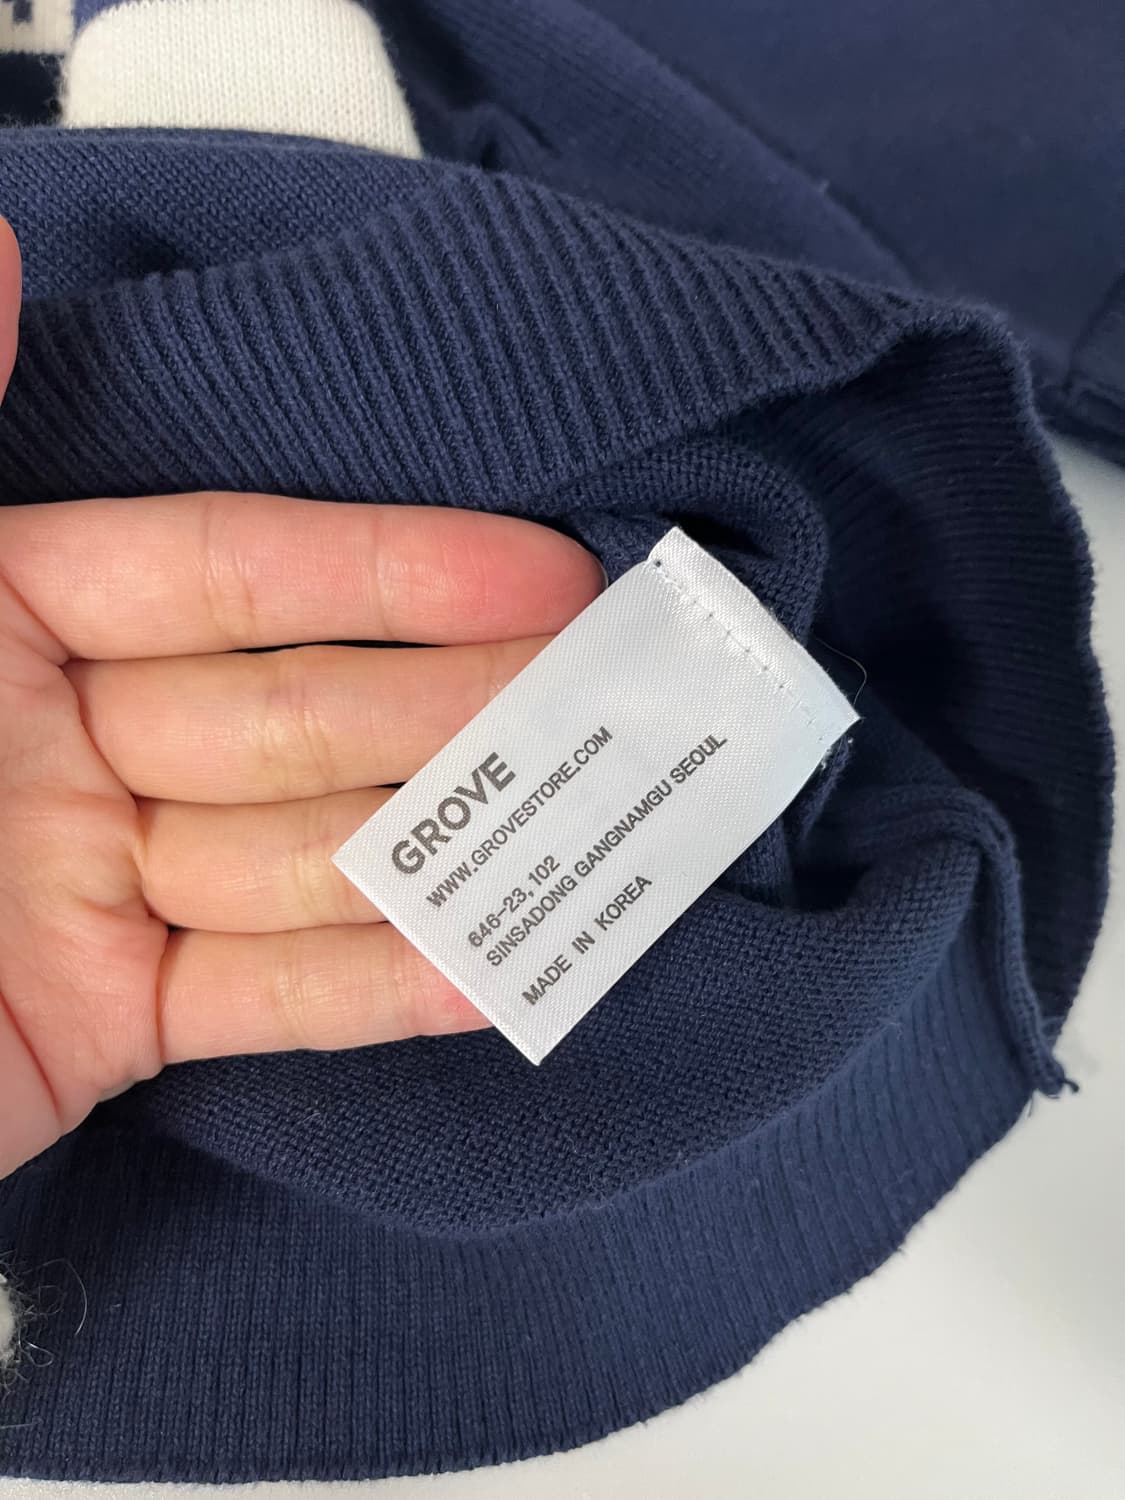 GROVE
WWW.GROVESTORE.COM
646-23, 102
SINSADONG GANGNAMGU SEOUL
MADE IN KOREA